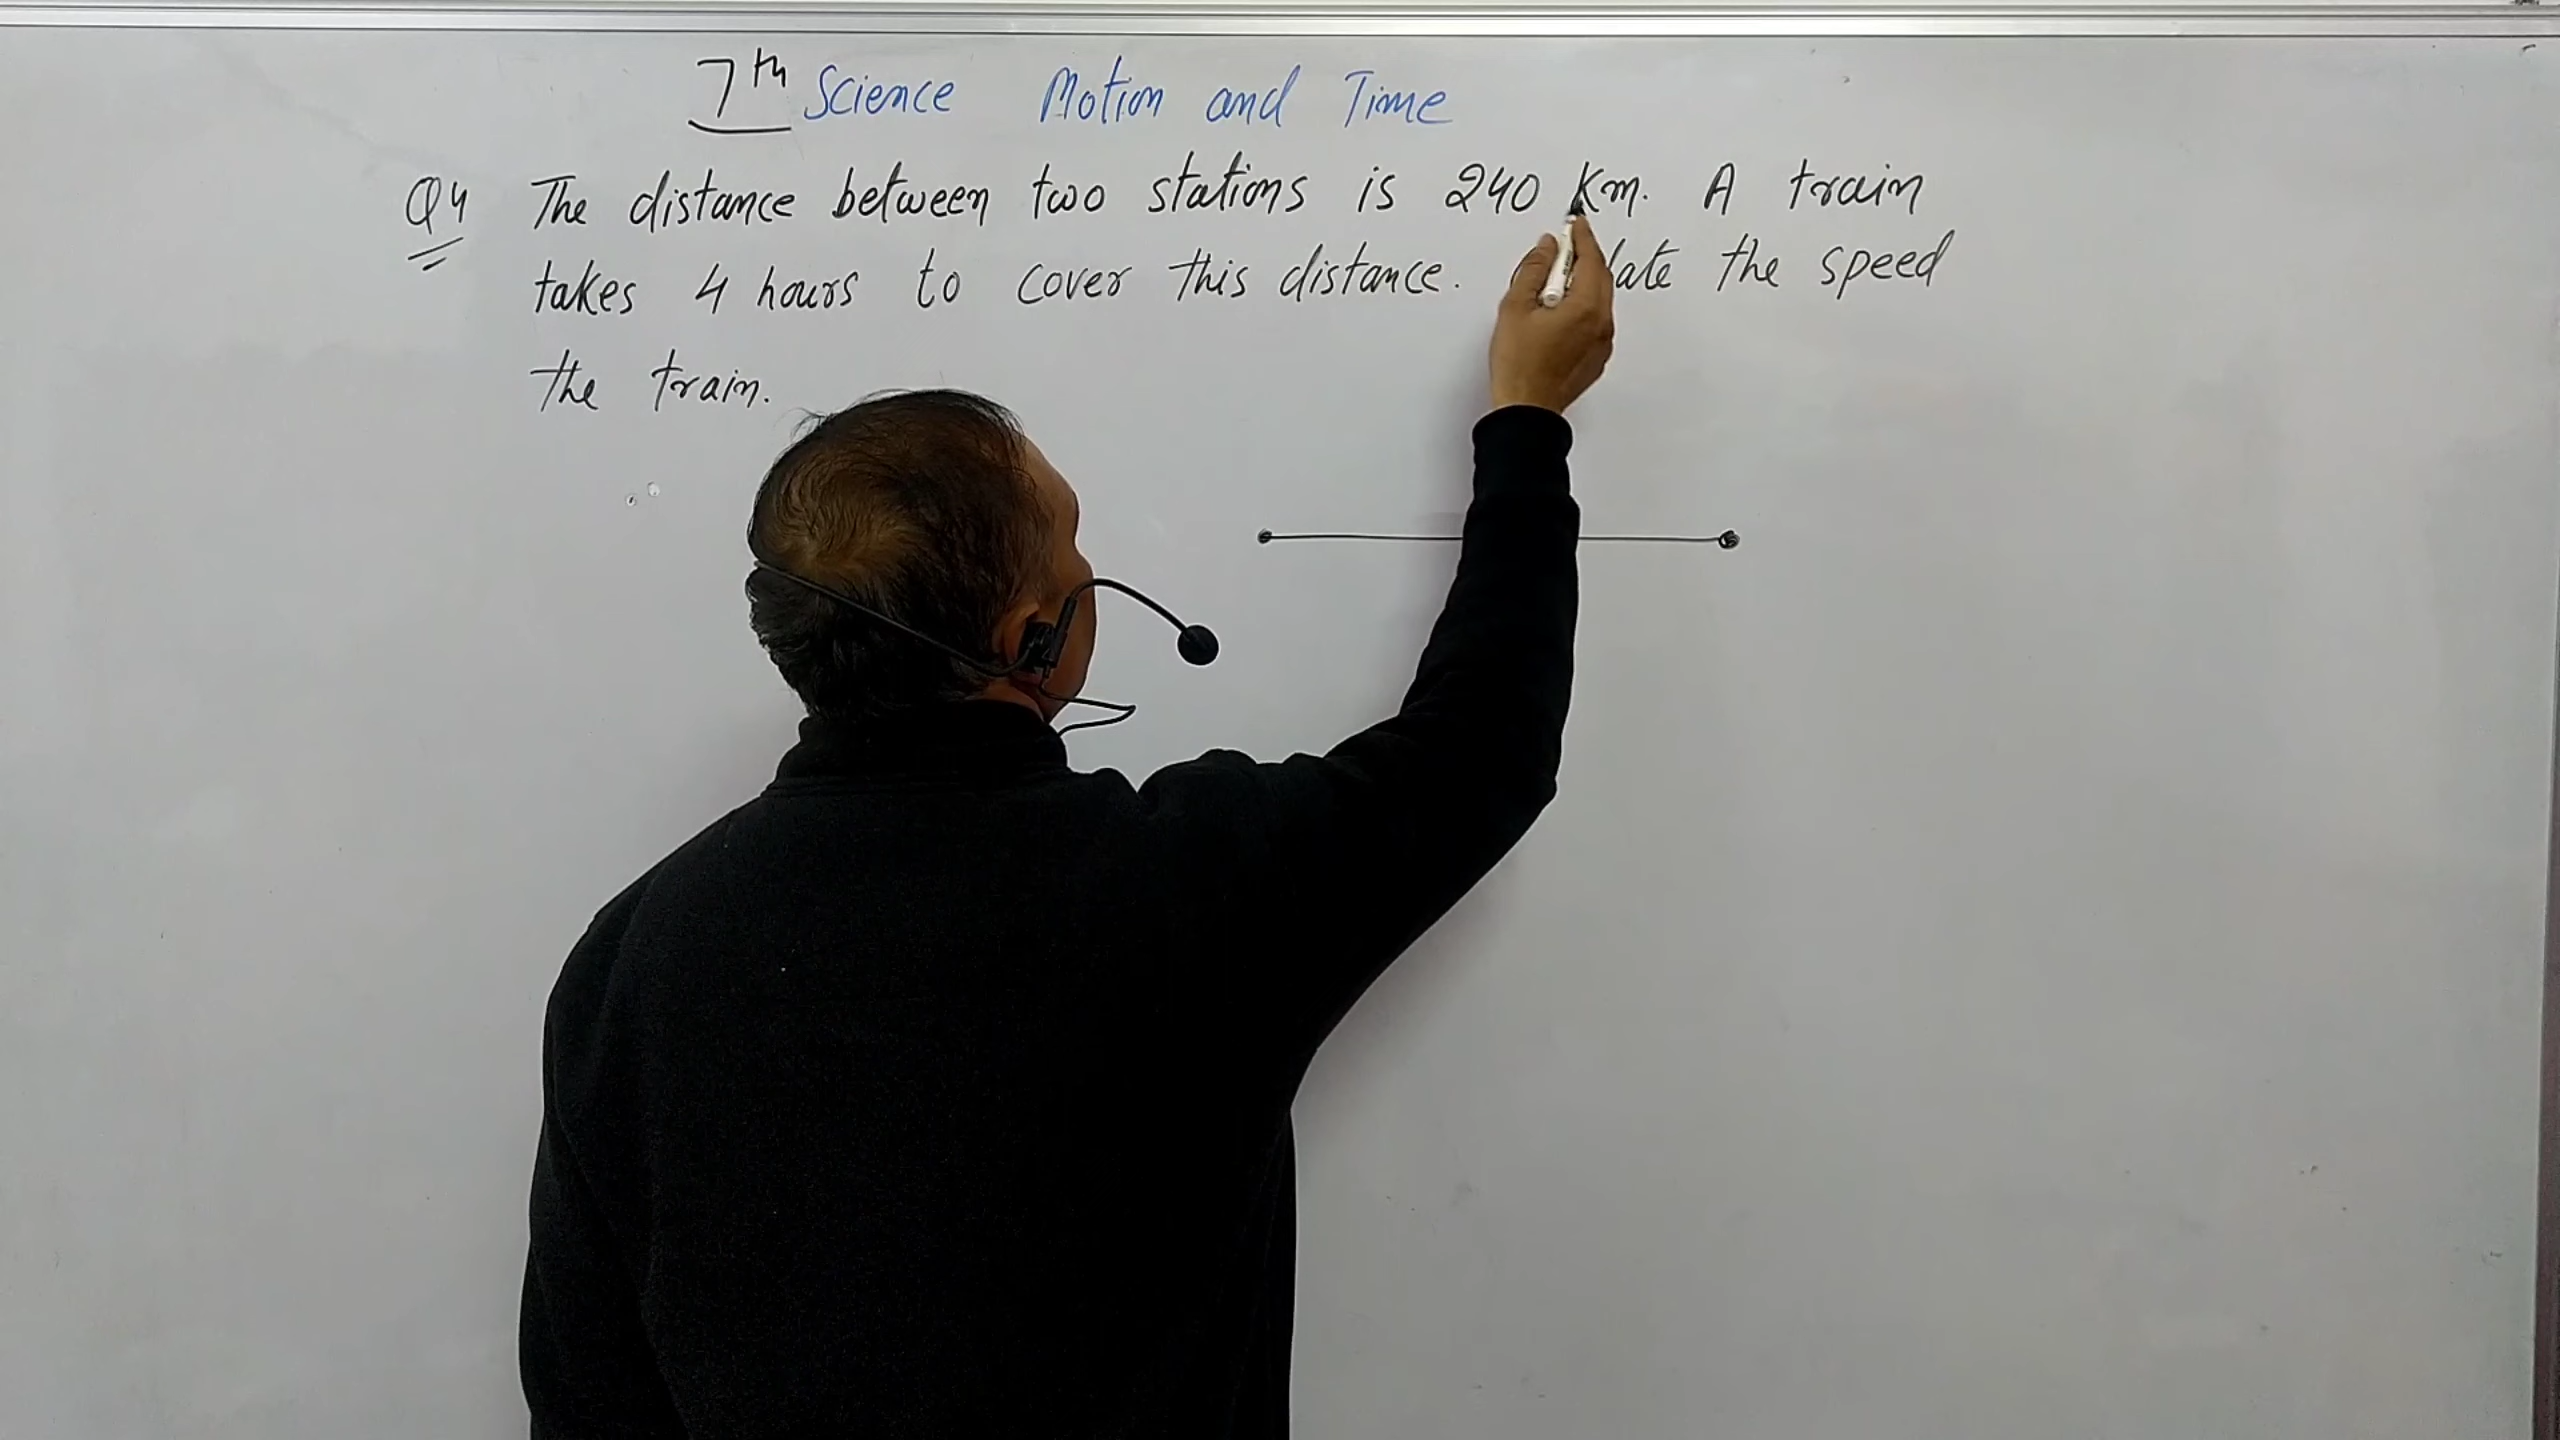 7th Science Motion and Time
Q4 The distance between two stations is 240 Km. A train
takes 4 hours to cover this distance. the speed
the train.